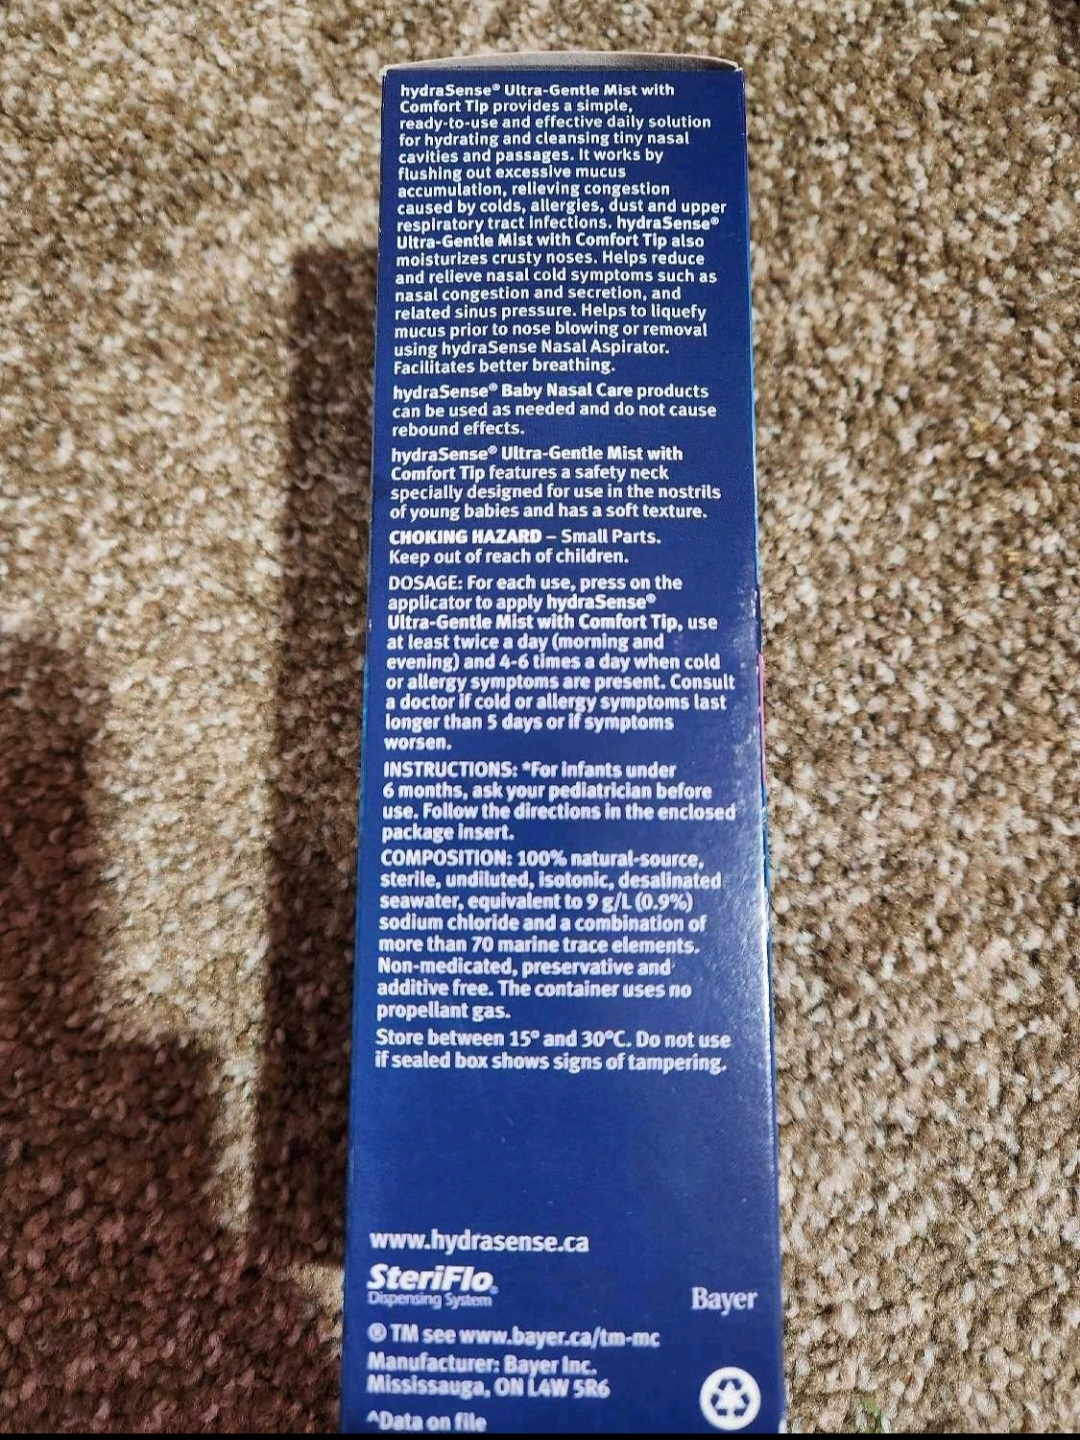 hydraSense® Ultra-Gentle Mist with
Comfort Tip provides a simple,
ready-to-use and effective daily solution
for hydrating and cleansing tiny nasal
cavities and passages. It works by
flushing out excessive mucus
accumulation, relieving congestion
caused by colds, allergies, dust and upper
respiratory tract infections. hydraSense®
Ultra-Gentle Mist with Comfort Tip also
moisturizes crusty noses. Helps reduce
and relieve nasal cold symptoms such as
nasal congestion and secretion, and
related sinus pressure. Helps to liquefy
mucus prior to nose blowing or removal
using hydraSense Nasal Aspirator.
Facilitates better breathing.
hydraSense® Baby Nasal Care products
can be used as needed and do not cause
rebound effects.
hydraSense® Ultra-Gentle Mist with
Comfort Tip features a safety neck
specially designed for use in the nostrils
of young babies and has a soft texture.
CHOKING HAZARD – Small Parts.
Keep out of reach of children.
DOSAGE: For each use, press on the
applicator to apply hydraSense®
Ultra-Gentle Mist with Comfort Tip, use
at least twice a day (morning and
evening) and 4-6 times a day when cold
or allergy symptoms are present. Consult
a doctor if cold or allergy symptoms last
longer than 5 days or if symptoms
worsen.
INSTRUCTIONS: *For infants under
6 months, ask your pediatrician before
use. Follow the directions in the enclosed
package insert.
COMPOSITION: 100% natural-source,
sterile, undiluted, isotonic, desalinated
seawater, equivalent to 9 g/L (0.9%)
sodium chloride and a combination of
more than 70 marine trace elements.
Non-medicated, preservative and
additive free. The container uses no
propellant gas.
Store between 15° and 30°C. Do not use
if sealed box shows signs of tampering.
www.hydrasense.ca
SteriFlo®
Dispensing System
Bayer
® TM see www.bayer.ca/tm-mc
Manufacturer: Bayer Inc.
Mississauga, ON L4W 5R6
^Data on file